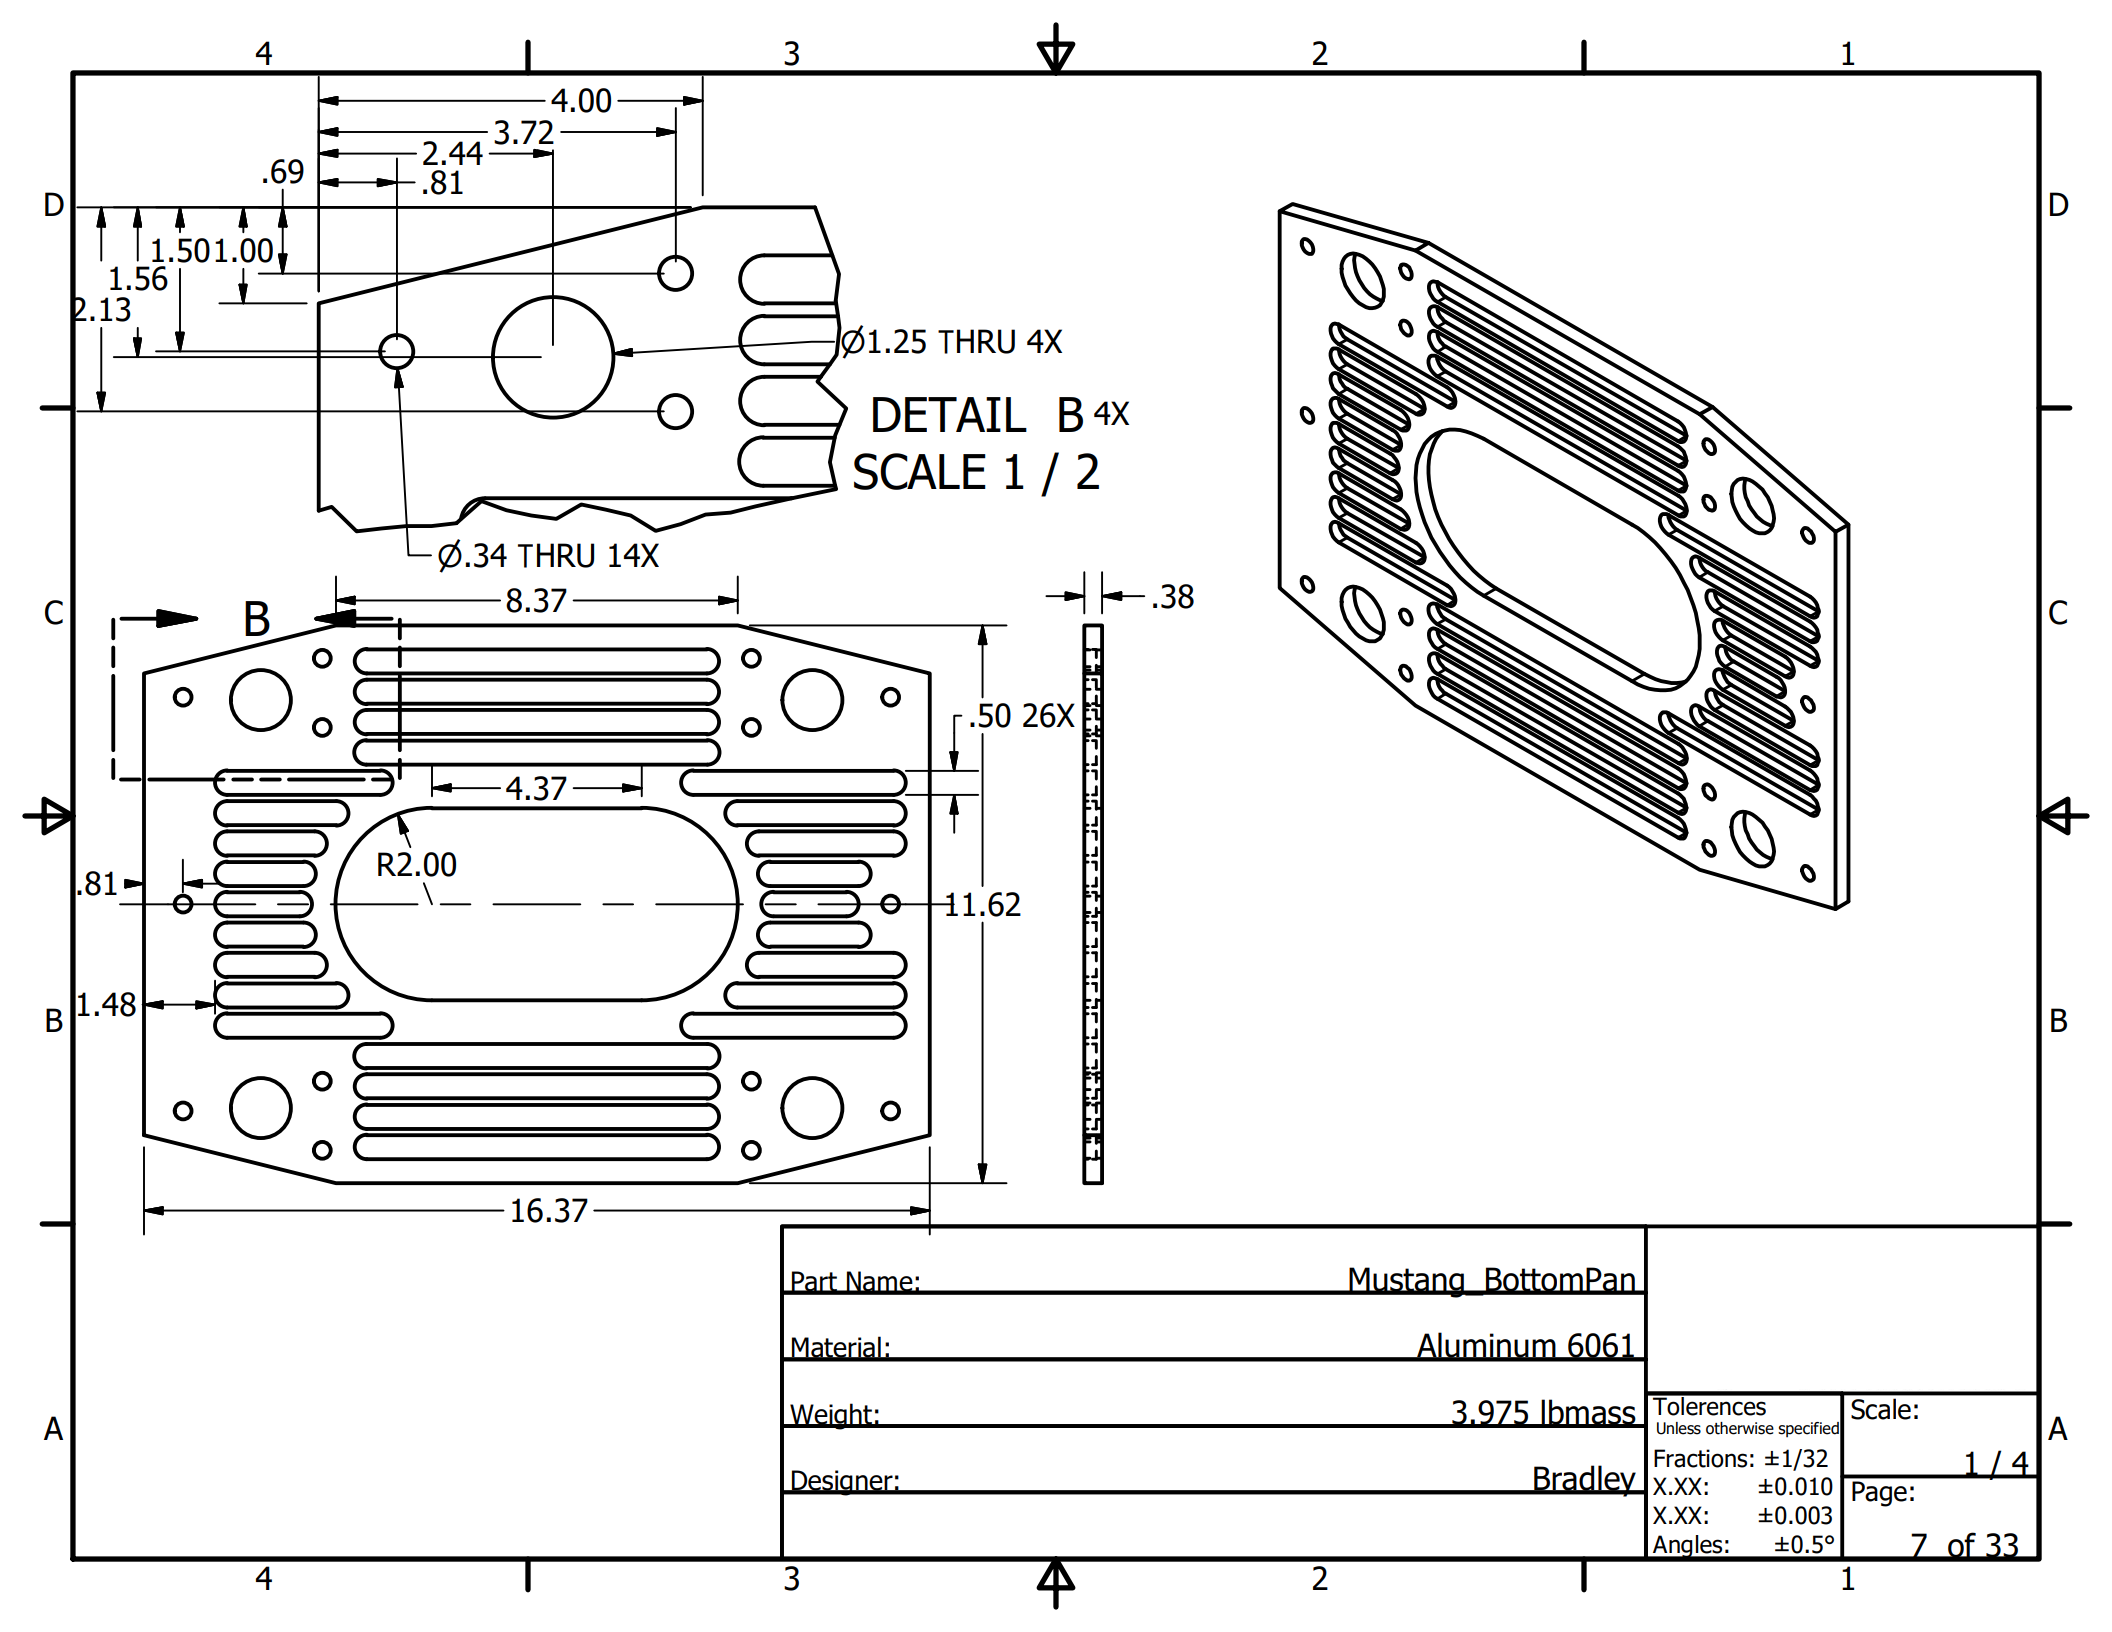 4 3 2 1
D D
C C
B B
A A
4 3 2 1
4.00
3.72
2.44
.81
.69
1.50 1.00
1.56
2.13
Ø1.25 THRU 4X
DETAIL B 4X
SCALE 1 / 2
Ø.34 THRU 14X
8.37
B
.38
.50 26X
4.37
R2.00
.81
11.62
1.48
16.37
Part Name: Mustang_BottomPan
Material: Aluminum 6061
Weight: 3.975 lbmass
Designer: Bradley
Tolerences
Unless otherwise specified
Fractions: ±1/32
X.XX: ±0.010
X.XX: ±0.003
Angles: ±0.5°
Scale:
1 / 4
Page:
7 of 33